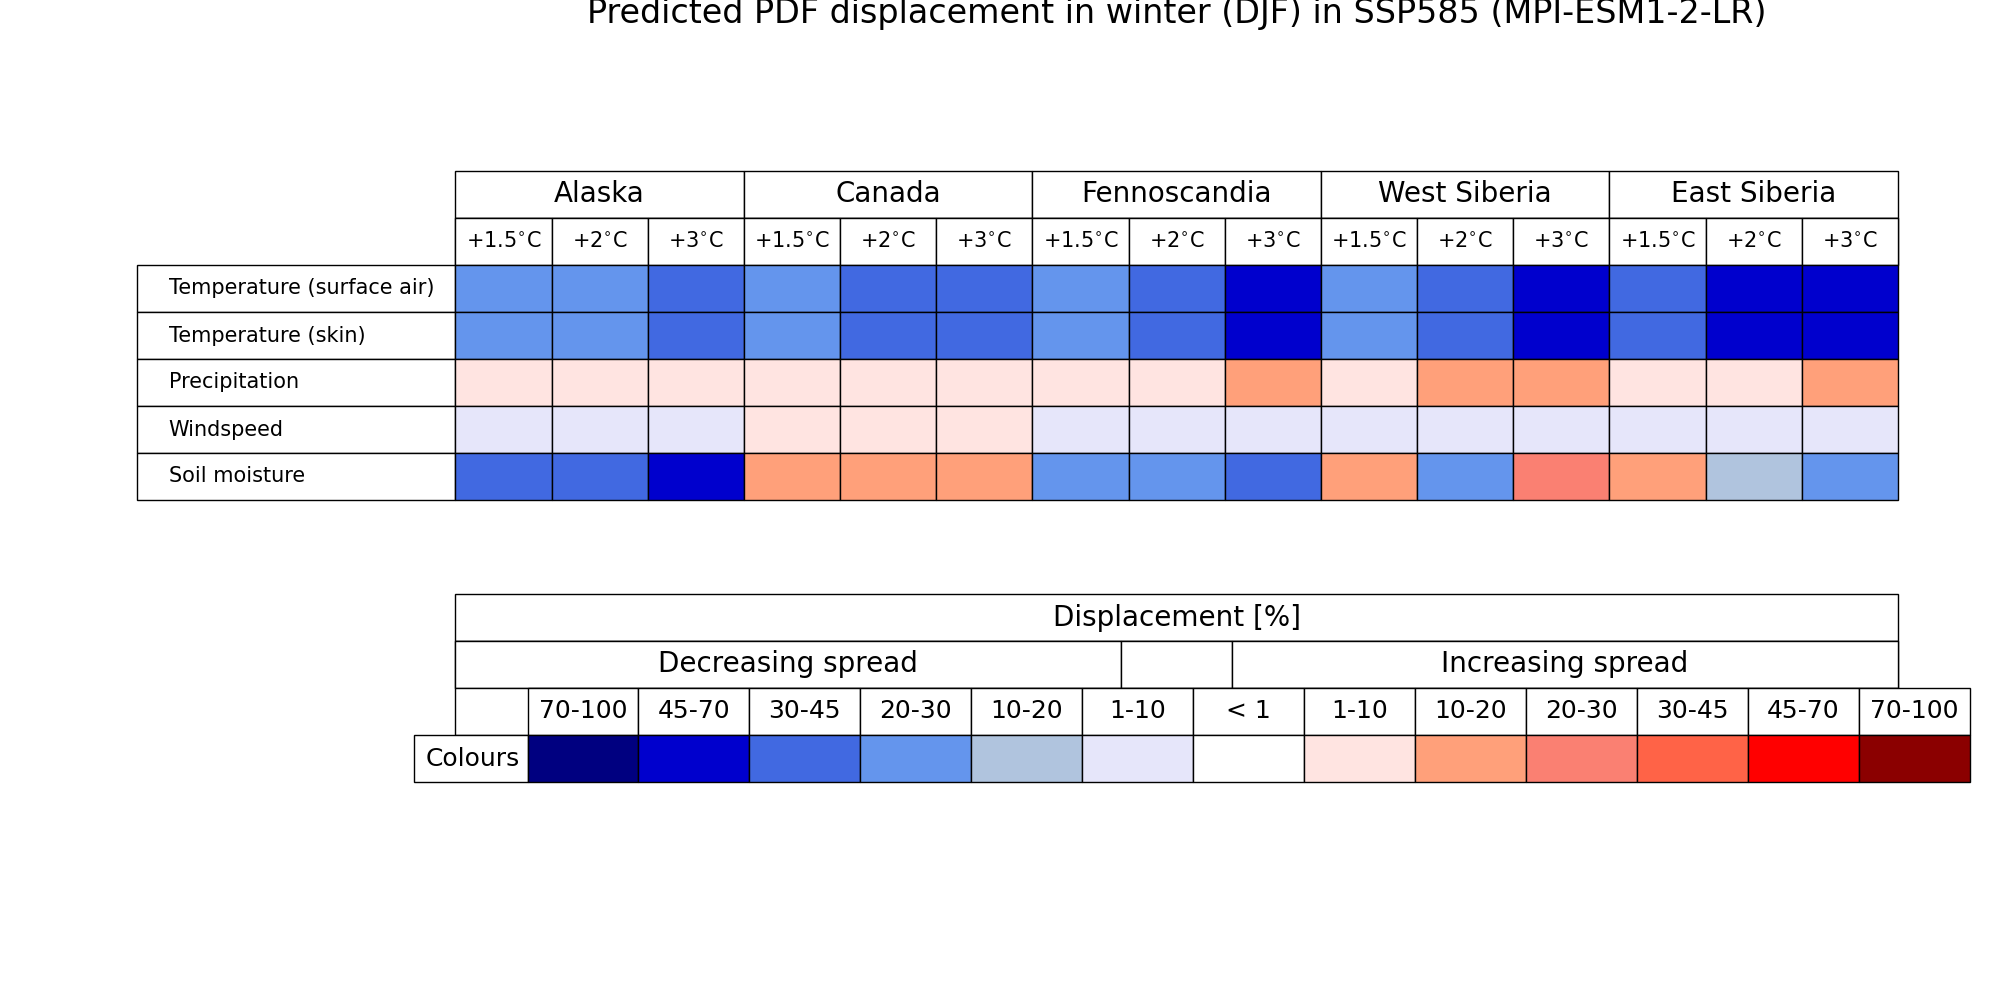 Predicted PDF displacement in winter (DJF) in SSP585 (MPI-ESM1-2-LR)
Alaska Canada Fennoscandia West Siberia East Siberia
+1.5°C +2°C +3°C +1.5°C +2°C +3°C +1.5°C +2°C +3°C +1.5°C +2°C +3°C +1.5°C +2°C +3°C
Temperature (surface air)
Temperature (skin)
Precipitation
Windspeed
Soil moisture
Displacement [%]
Decreasing spread Increasing spread
70-100 45-70 30-45 20-30 10-20 1-10 < 1 1-10 10-20 20-30 30-45 45-70 70-100
Colours